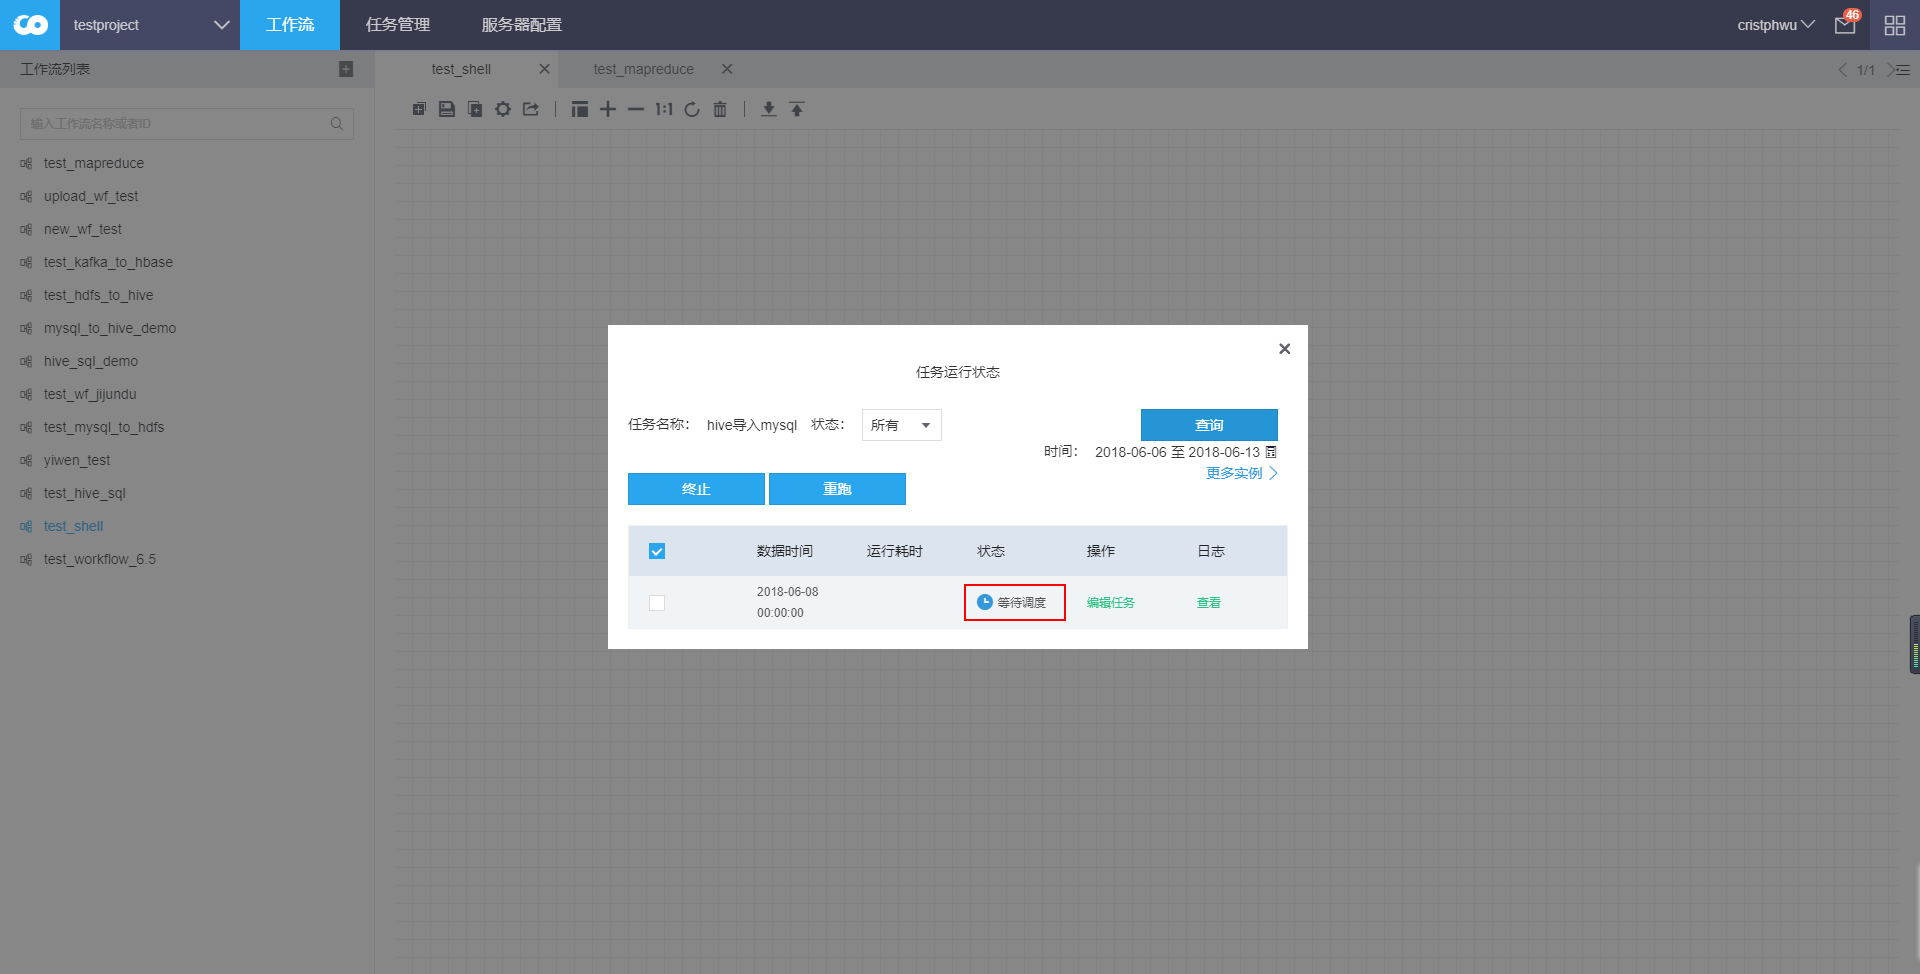 testproject
工作流
任务管理
服务器配置
cristphwu
46
工作流列表
test_shell
test_mapreduce
1/1
1:1
输入工作流名称或者ID
test_mapreduce
upload_wf_test
new_wf_test
test_kafka_to_hbase
test_hdfs_to_hive
mysql_to_hive_demo
hive_sql_demo
test_wf_jijundu
test_mysql_to_hdfs
yiwen_test
test_hive_sql
test_shell
test_workflow_6.5
任务运行状态
任务名称： hive导入mysql 状态： 所有
查询
时间： 2018-06-06 至 2018-06-13
更多实例
终止
重跑
数据时间 运行耗时 状态 操作 日志
2018-06-08
00:00:00
等待调度
编辑任务
查看